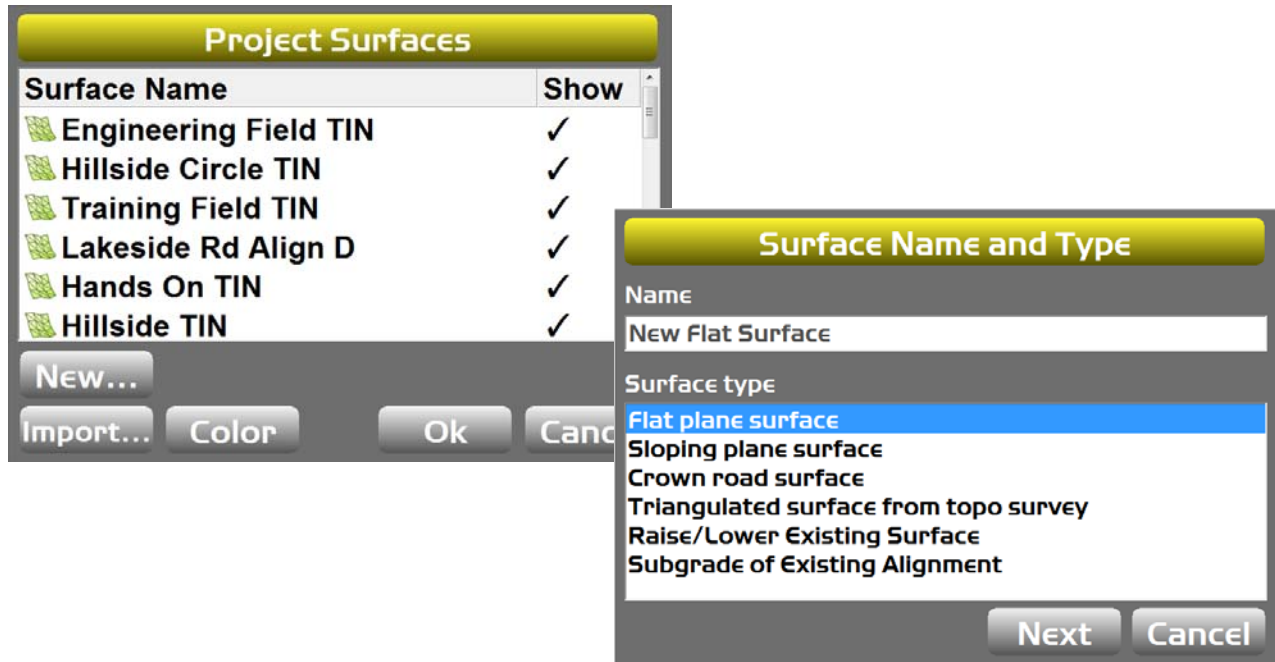 Project Surfaces
Surface Name Show
Engineering Field TIN ✓
Hillside Circle TIN ✓
Training Field TIN ✓
Lakeside Rd Align D ✓
Hands On TIN ✓
Hillside TIN ✓
New...
Import... Color Ok Canc
Surface Name and Type
Name
New Flat Surface
Surface type
Flat plane surface
Sloping plane surface
Crown road surface
Triangulated surface from topo survey
Raise/Lower Existing Surface
Subgrade of Existing Alignment
Next Cancel